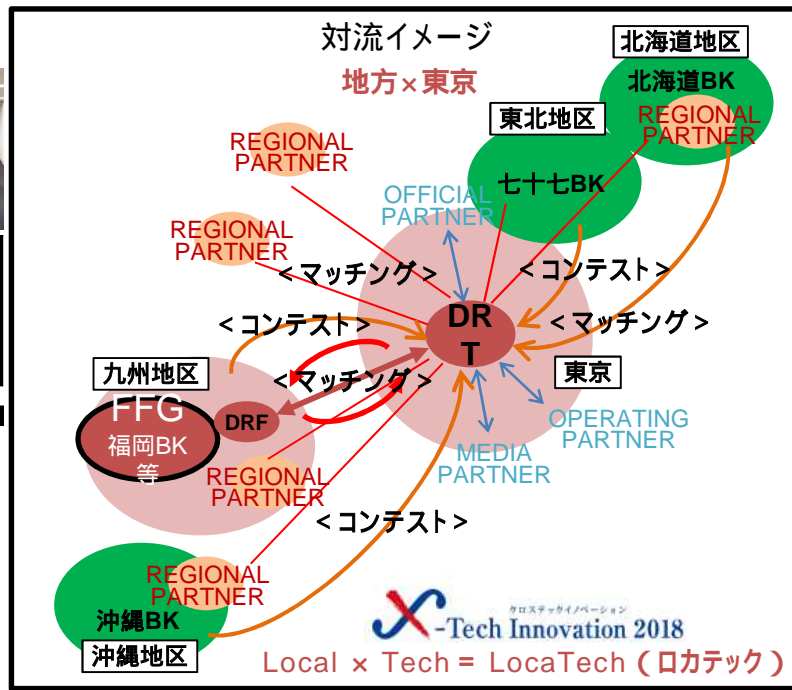 対流イメージ
地方×東京
北海道地区
北海道BK
REGIONAL
PARTNER
東北地区
七十七BK
REGIONAL
PARTNER
OFFICIAL
PARTNER
REGIONAL
PARTNER
<マッチング>
<コンテスト>
<コンテスト>
<マッチング>
DR
T
東京
九州地区
<マッチング>
FFG
福岡BK
等
DRF
OPERATING
PARTNER
MEDIA
PARTNER
REGIONAL
PARTNER
<コンテスト>
REGIONAL
PARTNER
沖縄BK
沖縄地区
クロステックイノベーション
X-Tech Innovation 2018
Local × Tech = LocaTech(ロカテック)